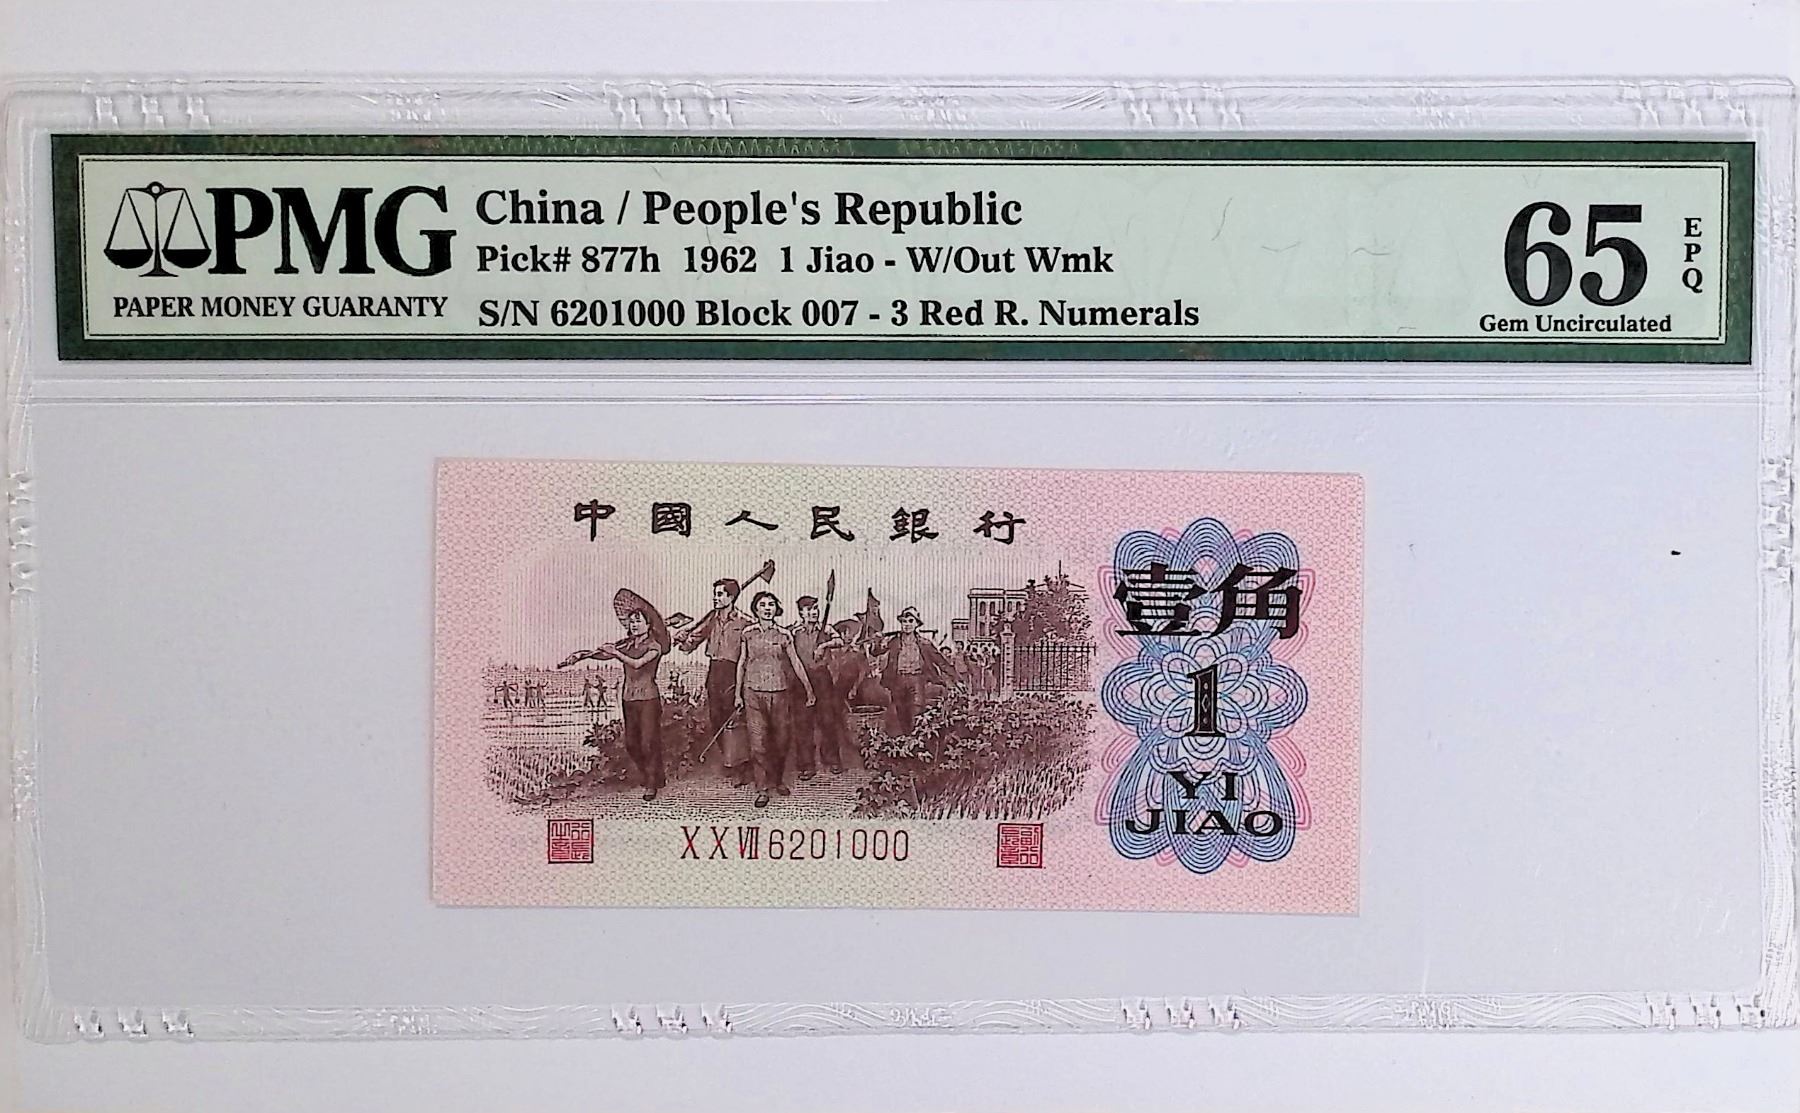 PMG
PAPER MONEY GUARANTY
China / People's Republic
Pick# 877h 1962 1 Jiao - W/Out Wmk
S/N 6201000 Block 007 - 3 Red R. Numerals
65
EPQ
Gem Uncirculated
中國人民銀行
壹角
1
YI
JIAO
XXVII6201000